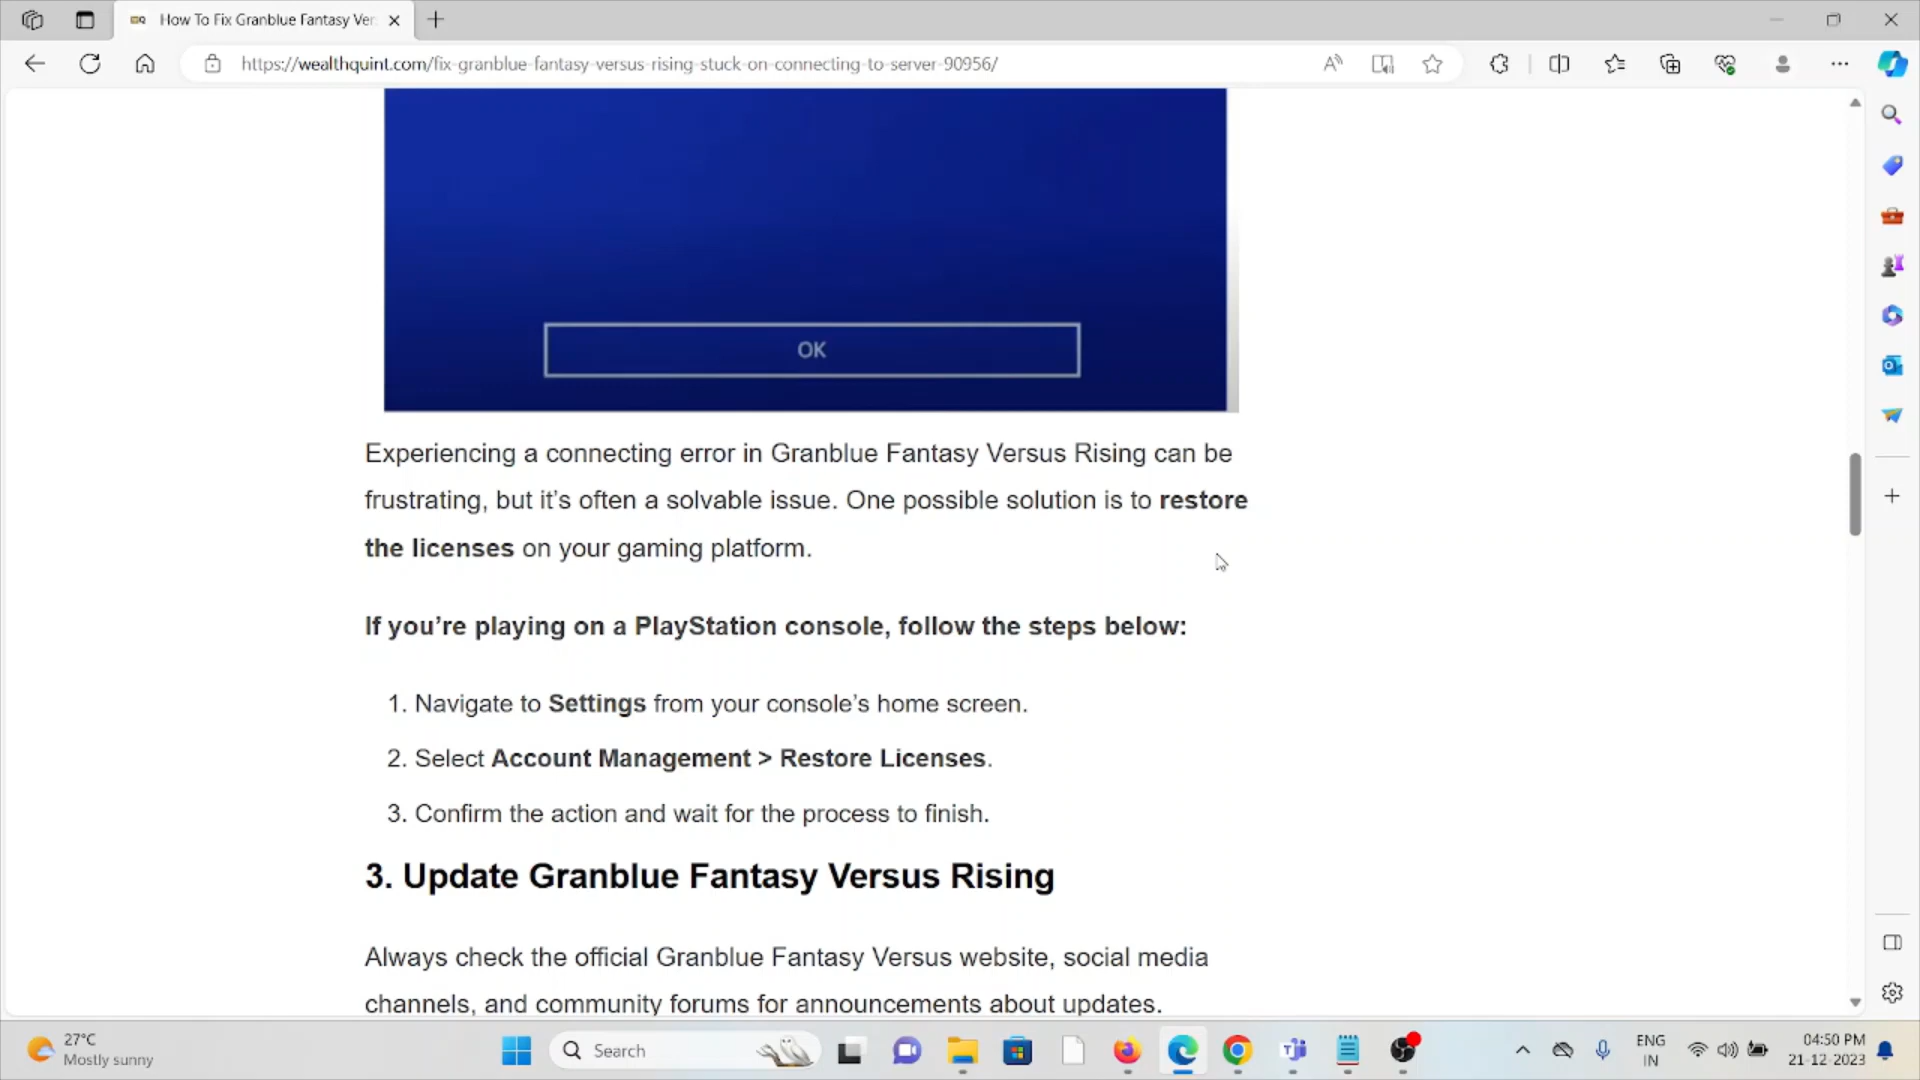 How To Fix Granblue Fantasy Ver
https://wealthquint.com/fix-granblue-fantasy-versus-rising-stuck-on-connecting-to-server-90956/
OK
Experiencing a connecting error in Granblue Fantasy Versus Rising can be
frustrating, but it’s often a solvable issue. One possible solution is to restore
the licenses on your gaming platform.
If you’re playing on a PlayStation console, follow the steps below:
1. Navigate to Settings from your console’s home screen.
2. Select Account Management > Restore Licenses.
3. Confirm the action and wait for the process to finish.
3. Update Granblue Fantasy Versus Rising
Always check the official Granblue Fantasy Versus website, social media
channels, and community forums for announcements about updates.
27°C
Mostly sunny
Search
ENG
IN
04:50 PM
21-12-2023